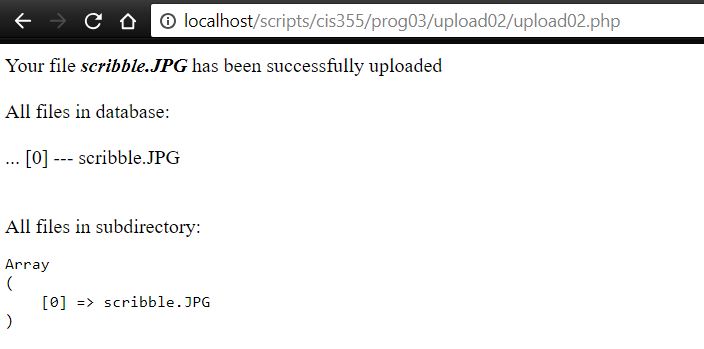 localhost/scripts/cis355/prog03/upload02/upload02.php
Your file scribble.JPG has been successfully uploaded
All files in database:
... [0] --- scribble.JPG
All files in subdirectory:
Array
(
    [0] => scribble.JPG
)